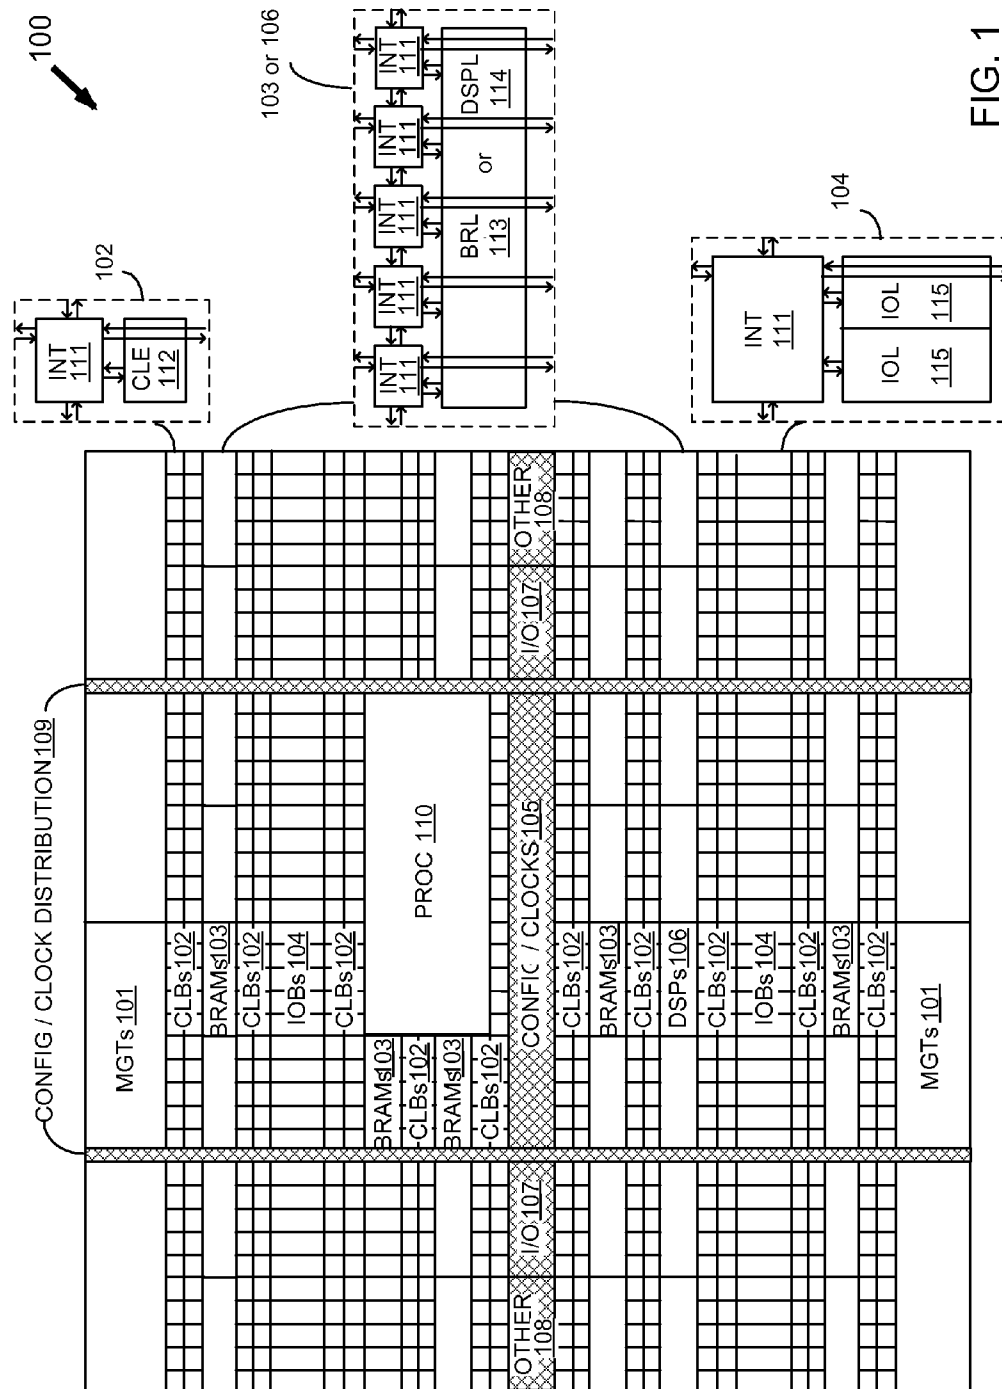 100
102
INT
111
CLE
112
103 or 106
INT
111
INT
111
INT
111
INT
111
INT
111
BRL
113
or
DSPL
114
104
INT
111
IOL
115
IOL
115
CONFIG / CLOCK DISTRIBUTION 109
MGTs 101
CLBs 102
BRAMs 103
CLBs 102
IOBs 104
CLBs 102
BRAMs 103
CLBs 102
BRAMs 103
CLBs 102
PROC 110
OTHER
108
I/O 107
CONFIG / CLOCKS 105
I/O 107
OTHER
108
CLBs 102
BRAMs 103
CLBs 102
DSPs 106
CLBs 102
IOBs 104
CLBs 102
BRAMs 103
CLBs 102
MGTs 101
FIG. 1